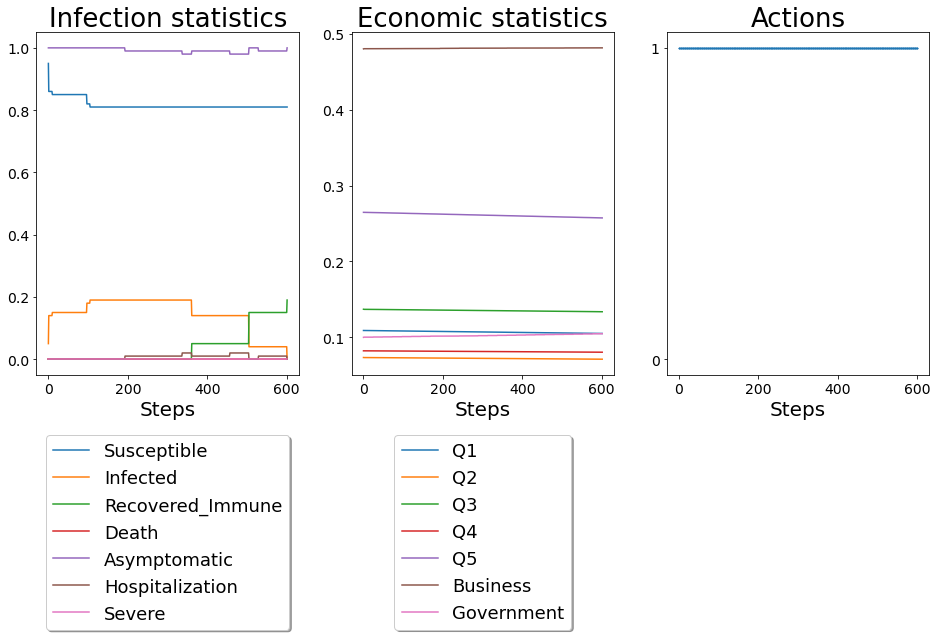 Infection statistics
1.0
0.8
0.6
0.4
0.2
0.0
0 200 400 600
Steps
Susceptible
Infected
Recovered_Immune
Death
Asymptomatic
Hospitalization
Severe
Economic statistics
0.5
0.4
0.3
0.2
0.1
0 200 400 600
Steps
Q1
Q2
Q3
Q4
Q5
Business
Government
Actions
1
0
0 200 400 600
Steps